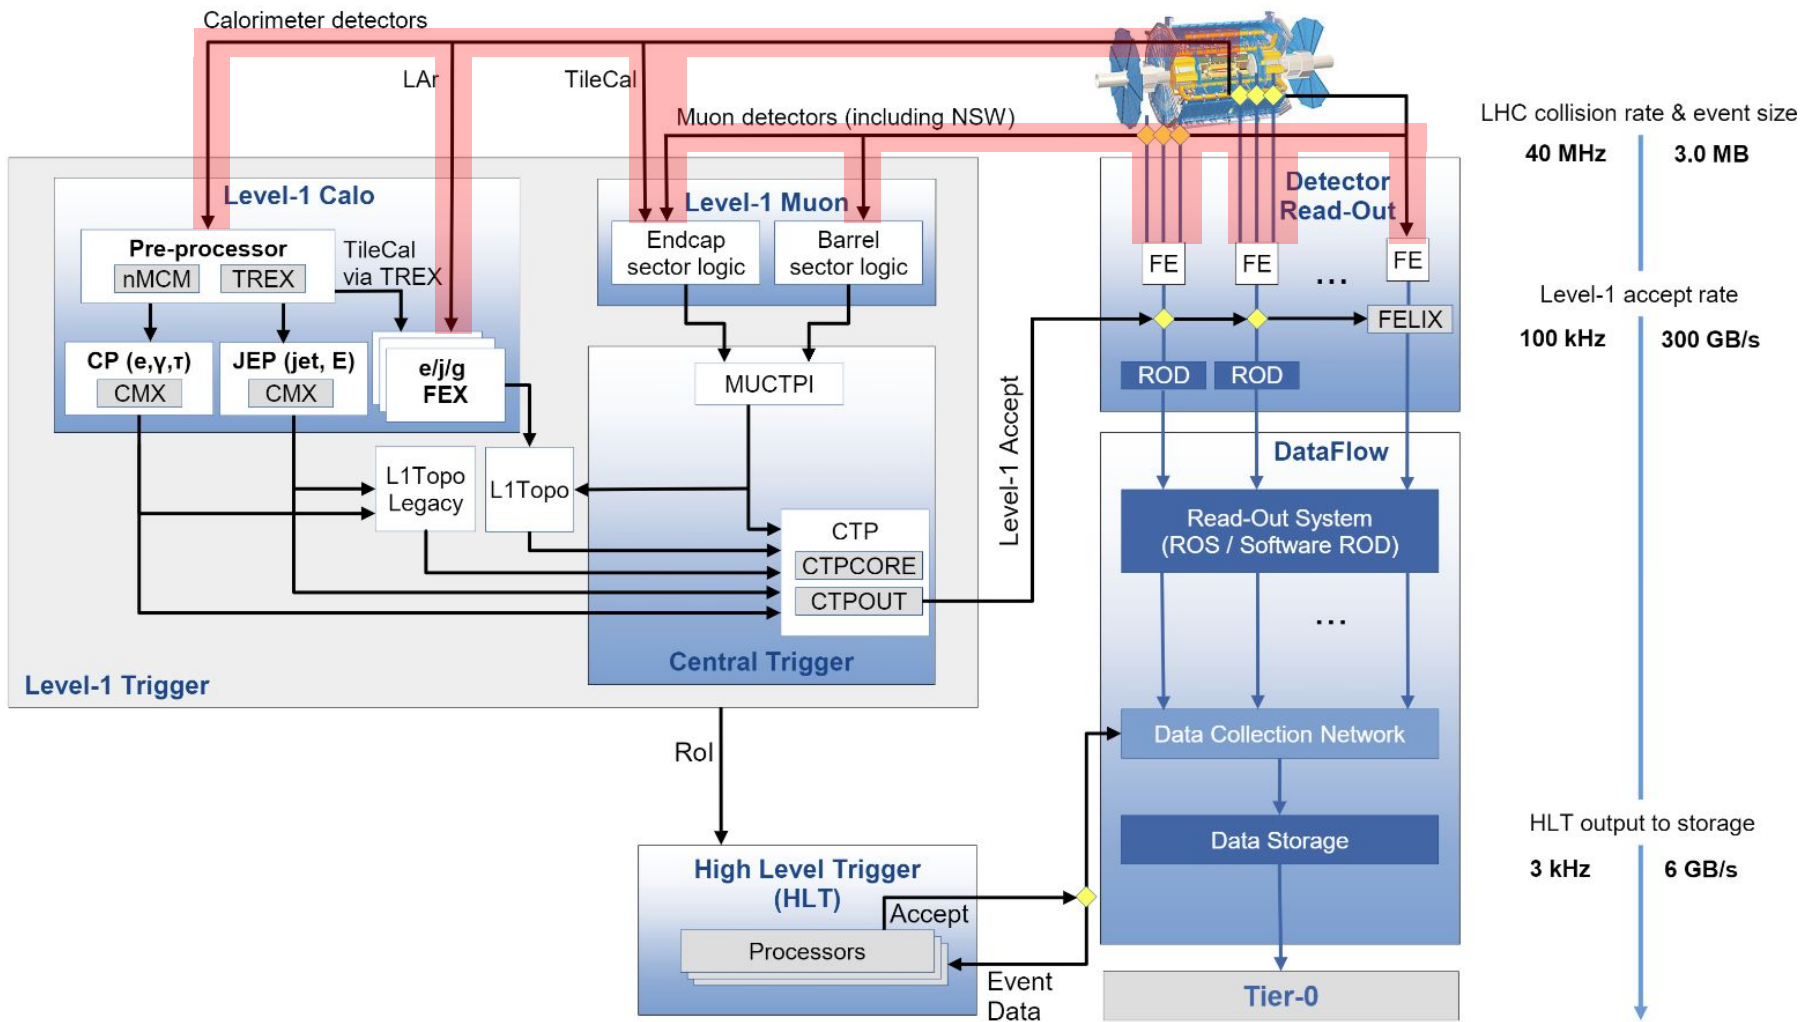 Calorimeter detectors
LAr
TileCal
Muon detectors (including NSW)
Level-1 Calo
Pre-processor
nMCM
TREX
TileCal
via TREX
CP (e,γ,τ)
CMX
JEP (jet, E)
CMX
e/j/g
FEX
Level-1 Muon
Endcap
sector logic
Barrel
sector logic
MUCTPI
L1Topo
Legacy
L1Topo
CTP
CTPCORE
CTPOUT
Central Trigger
Level-1 Trigger
Level-1 Accept
RoI
High Level Trigger
(HLT)
Accept
Processors
Event
Data
Detector
Read-Out
FE
FE
FE
...
FELIX
ROD
ROD
DataFlow
Read-Out System
(ROS / Software ROD)
...
Data Collection Network
Data Storage
Tier-0
LHC collision rate & event size
40 MHz
3.0 MB
Level-1 accept rate
100 kHz
300 GB/s
HLT output to storage
3 kHz
6 GB/s